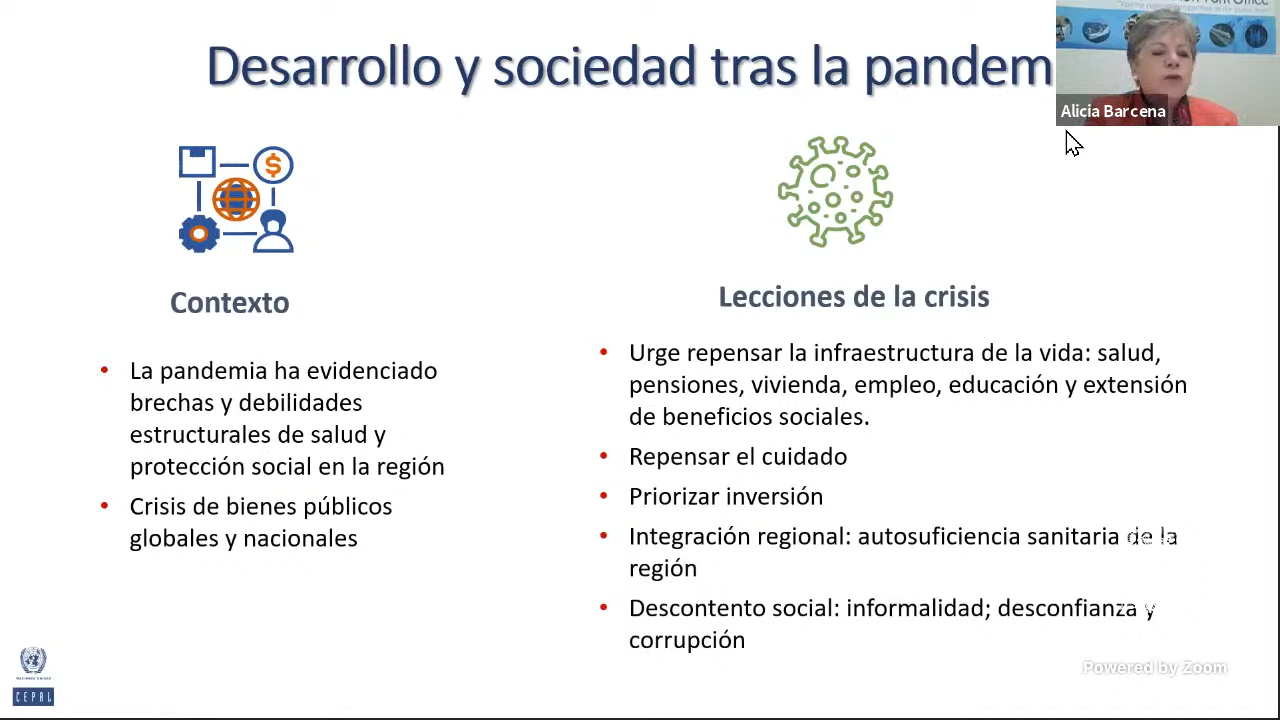 Desarrollo y sociedad tras la pandem
Alicia Barcena
Contexto
La pandemia ha evidenciado
brechas y debilidades
estructurales de salud y
protección social en la región
Crisis de bienes públicos
globales y nacionales
Lecciones de la crisis
Urge repensar la infraestructura de la vida: salud,
pensiones, vivienda, empleo, educación y extensión
de beneficios sociales.
Repensar el cuidado
Priorizar inversión
Integración regional: autosuficiencia sanitaria de la
región
Descontento social: informalidad; desconfianza y
corrupción
NACIONES UNIDAS
CEPAL
Powered by Zoom